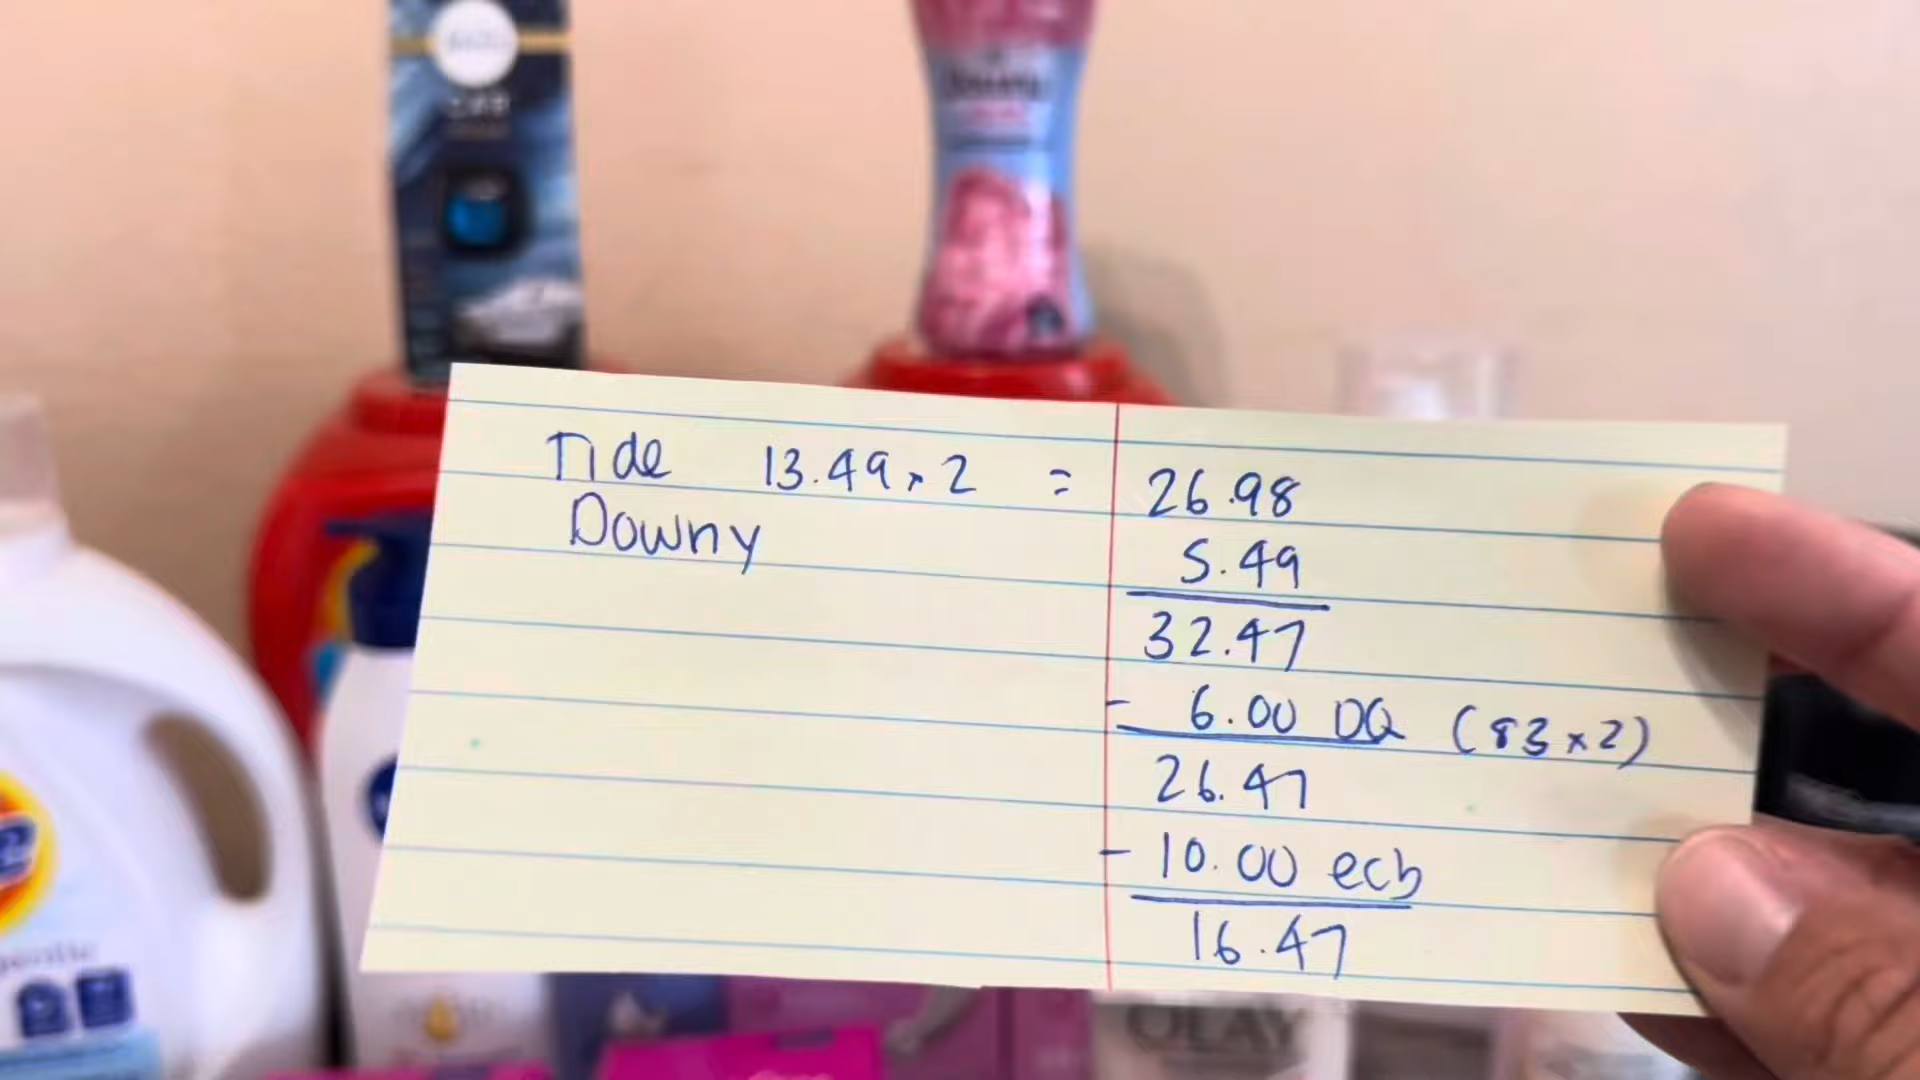 Tide 13.49 x 2 = 26.98
Downy 5.49
32.47
- 6.00 DQ ($3 x 2)
26.47
- 10.00 ecb
16.47
OLAY